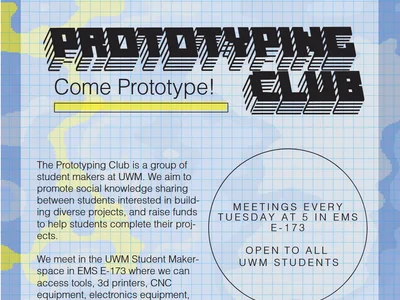 PROTOTYPING
CLUB
Come Prototype!
The Prototyping Club is a group of
student makers at UWM. We aim to
promote social knowledge sharing
between students interested in build-
ing diverse projects, and raise funds
to help students complete their proj-
ects.
We meet in the UWM Student Maker-
space in EMS E-173 where we can
access tools, 3d printers, CNC
equipment, electronics equipment,
MEETINGS EVERY
TUESDAY AT 5 IN EMS
E-173
OPEN TO ALL
UWM STUDENTS